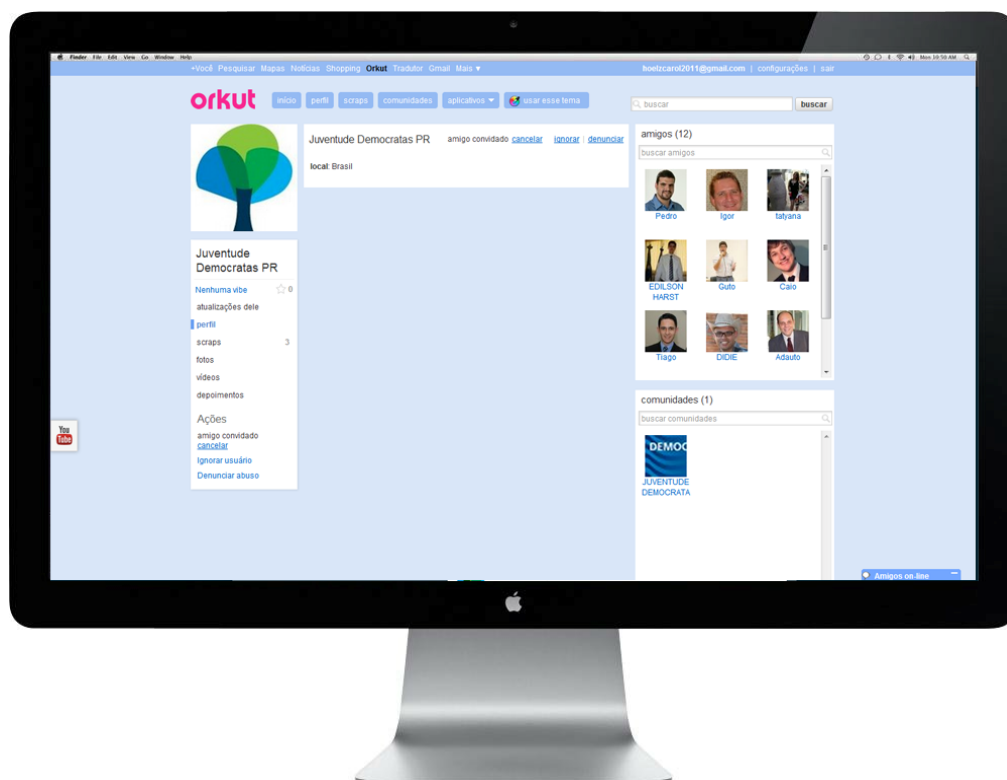 Finder File Edit View Go Window Help
Mon 10:50 AM
+Você Pesquisar Mapas Notícias Shopping Orkut Tradutor Gmail Mais ▼
hoelzcarol2011@gmail.com | configurações | sair
orkut
início perfil scraps comunidades aplicativos ▼ usar esse tema
buscar
buscar
Juventude Democratas PR
amigo convidado cancelar ignorar | denunciar
local: Brasil
Juventude
Democratas PR
Nenhuma vibe 0
atualizações dele
perfil
scraps 3
fotos
vídeos
depoimentos
Ações
amigo convidado
cancelar
Ignorar usuário
Denunciar abuso
amigos (12)
buscar amigos
Pedro Igor tatyana
EDILSON
HARST
Guto Caio
Tiago DIDIE Adauto
comunidades (1)
buscar comunidades
DEMOC
JUVENTUDE
DEMOCRATA
You
Tube
Amigos on-line